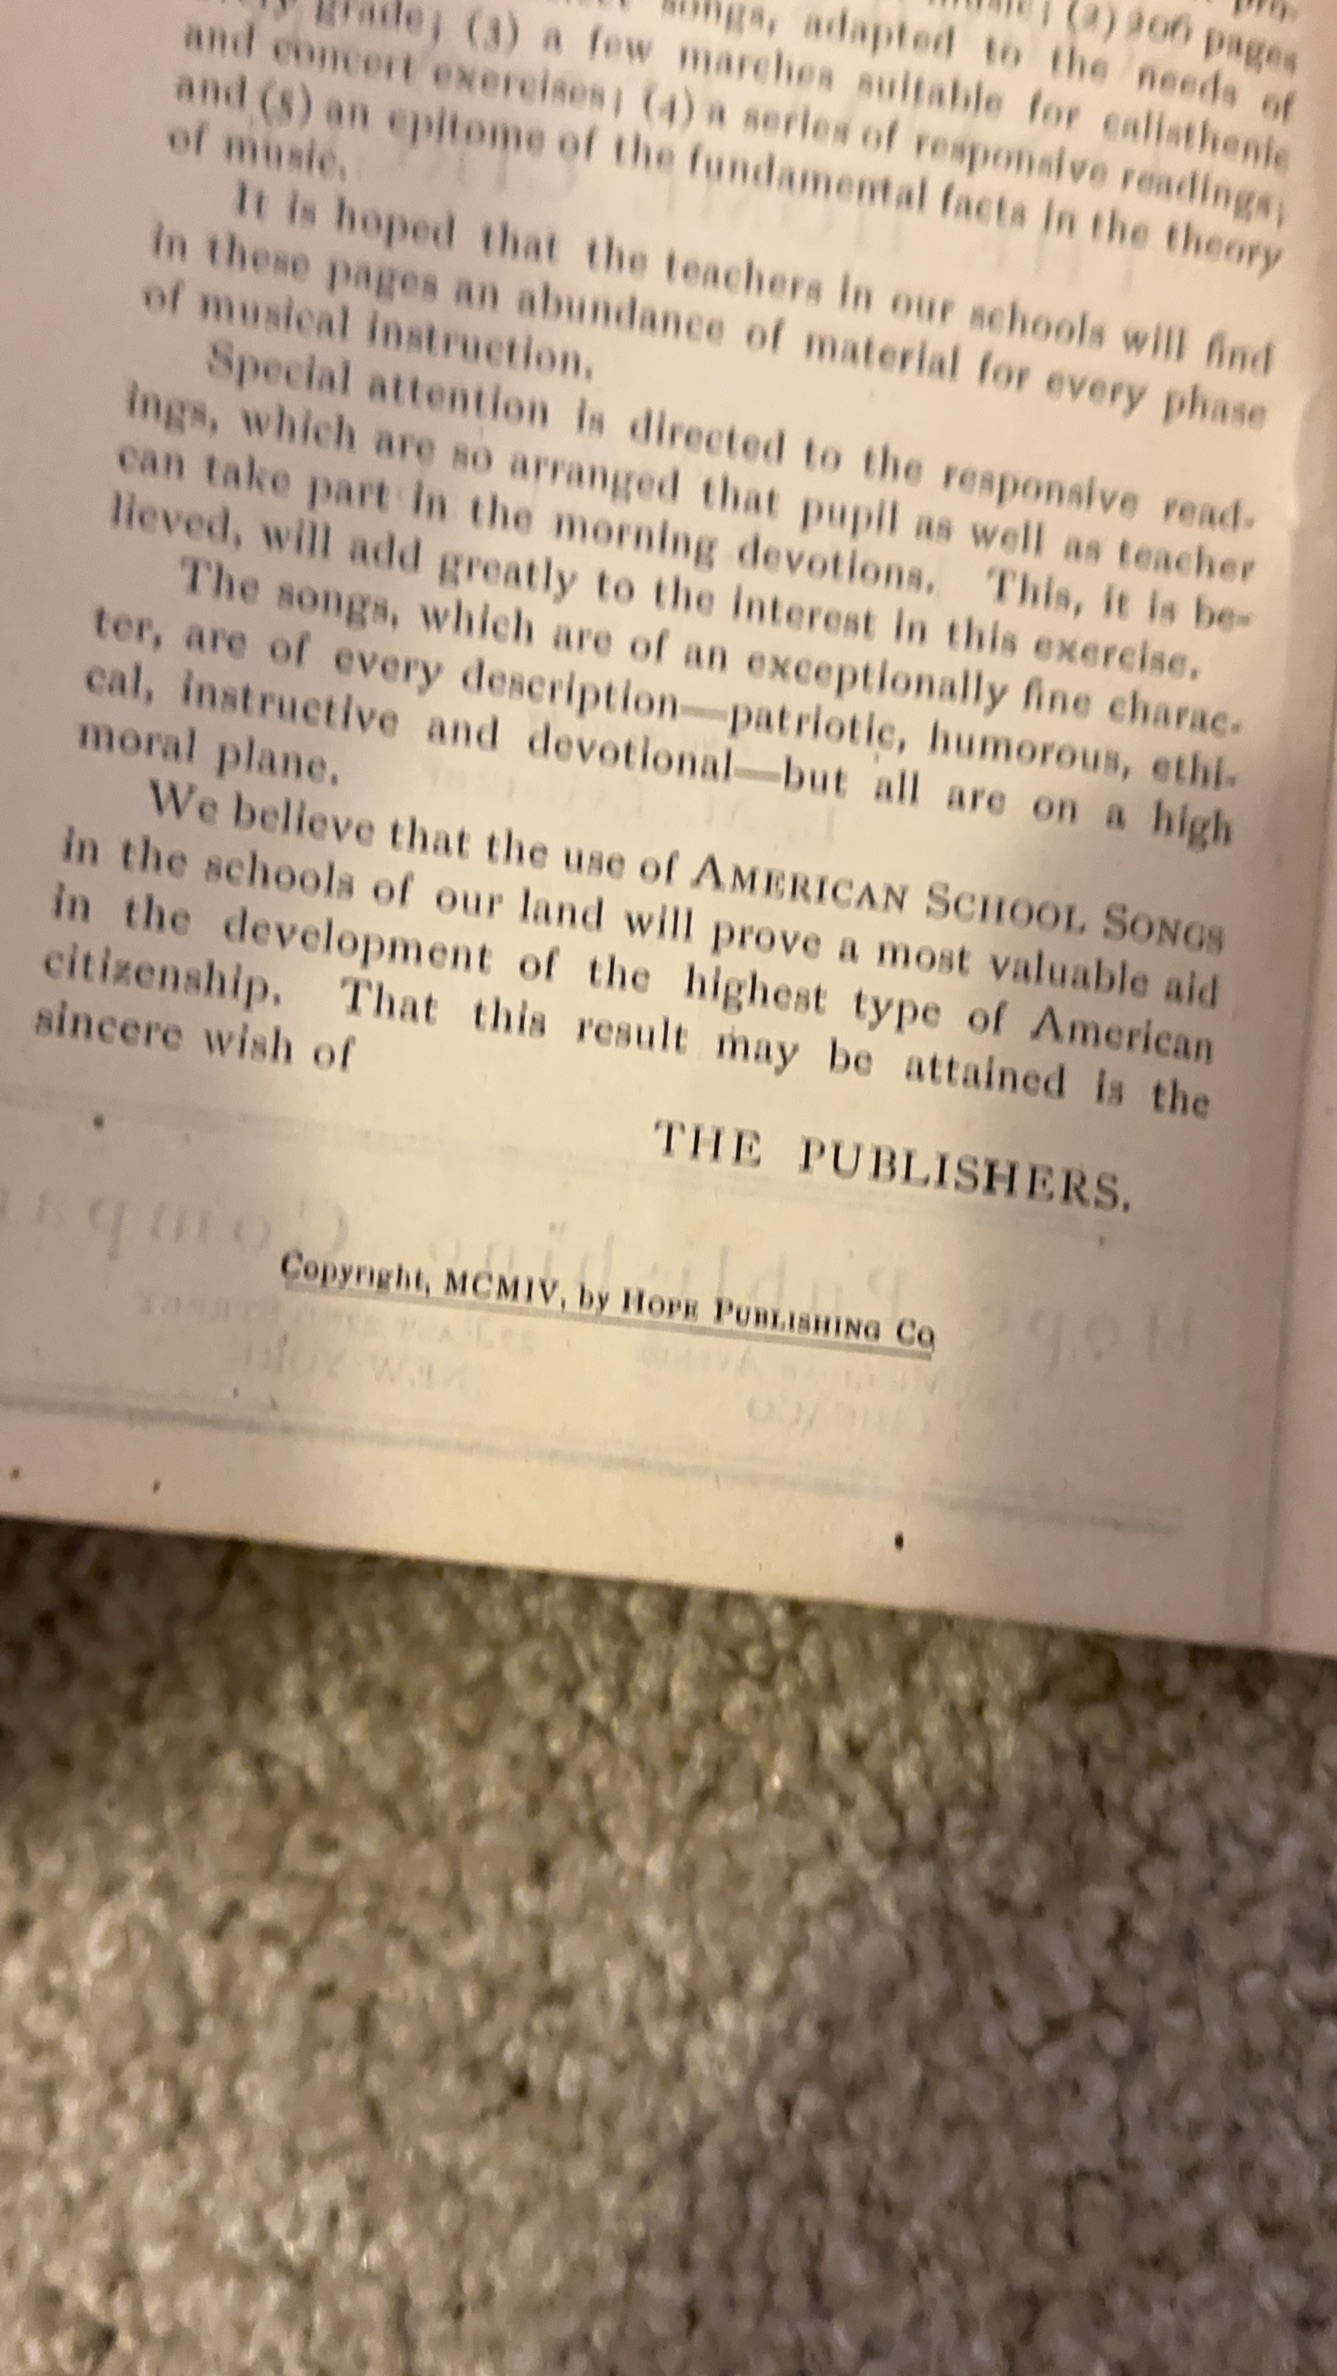 songs, adapted to the needs of
grade; (3) a few marches suitable for calisthenic
and concert exercises; (4) a series of responsive readings;
and (5) an epitome of the fundamental facts in the theory
of music.
It is hoped that the teachers in our schools will find
in these pages an abundance of material for every phase
of musical instruction.
Special attention is directed to the responsive read-
ings, which are so arranged that pupil as well as teacher
can take part in the morning devotions. This, it is be-
lieved, will add greatly to the interest in this exercise.
The songs, which are of an exceptionally fine charac-
ter, are of every description—patriotic, humorous, ethi-
cal, instructive and devotional—but all are on a high
moral plane.
We believe that the use of AMERICAN SCHOOL SONGS
in the schools of our land will prove a most valuable aid
in the development of the highest type of American
citizenship. That this result may be attained is the
sincere wish of
THE PUBLISHERS.
Copyright, MCMIV, by HOPE PUBLISHING CO